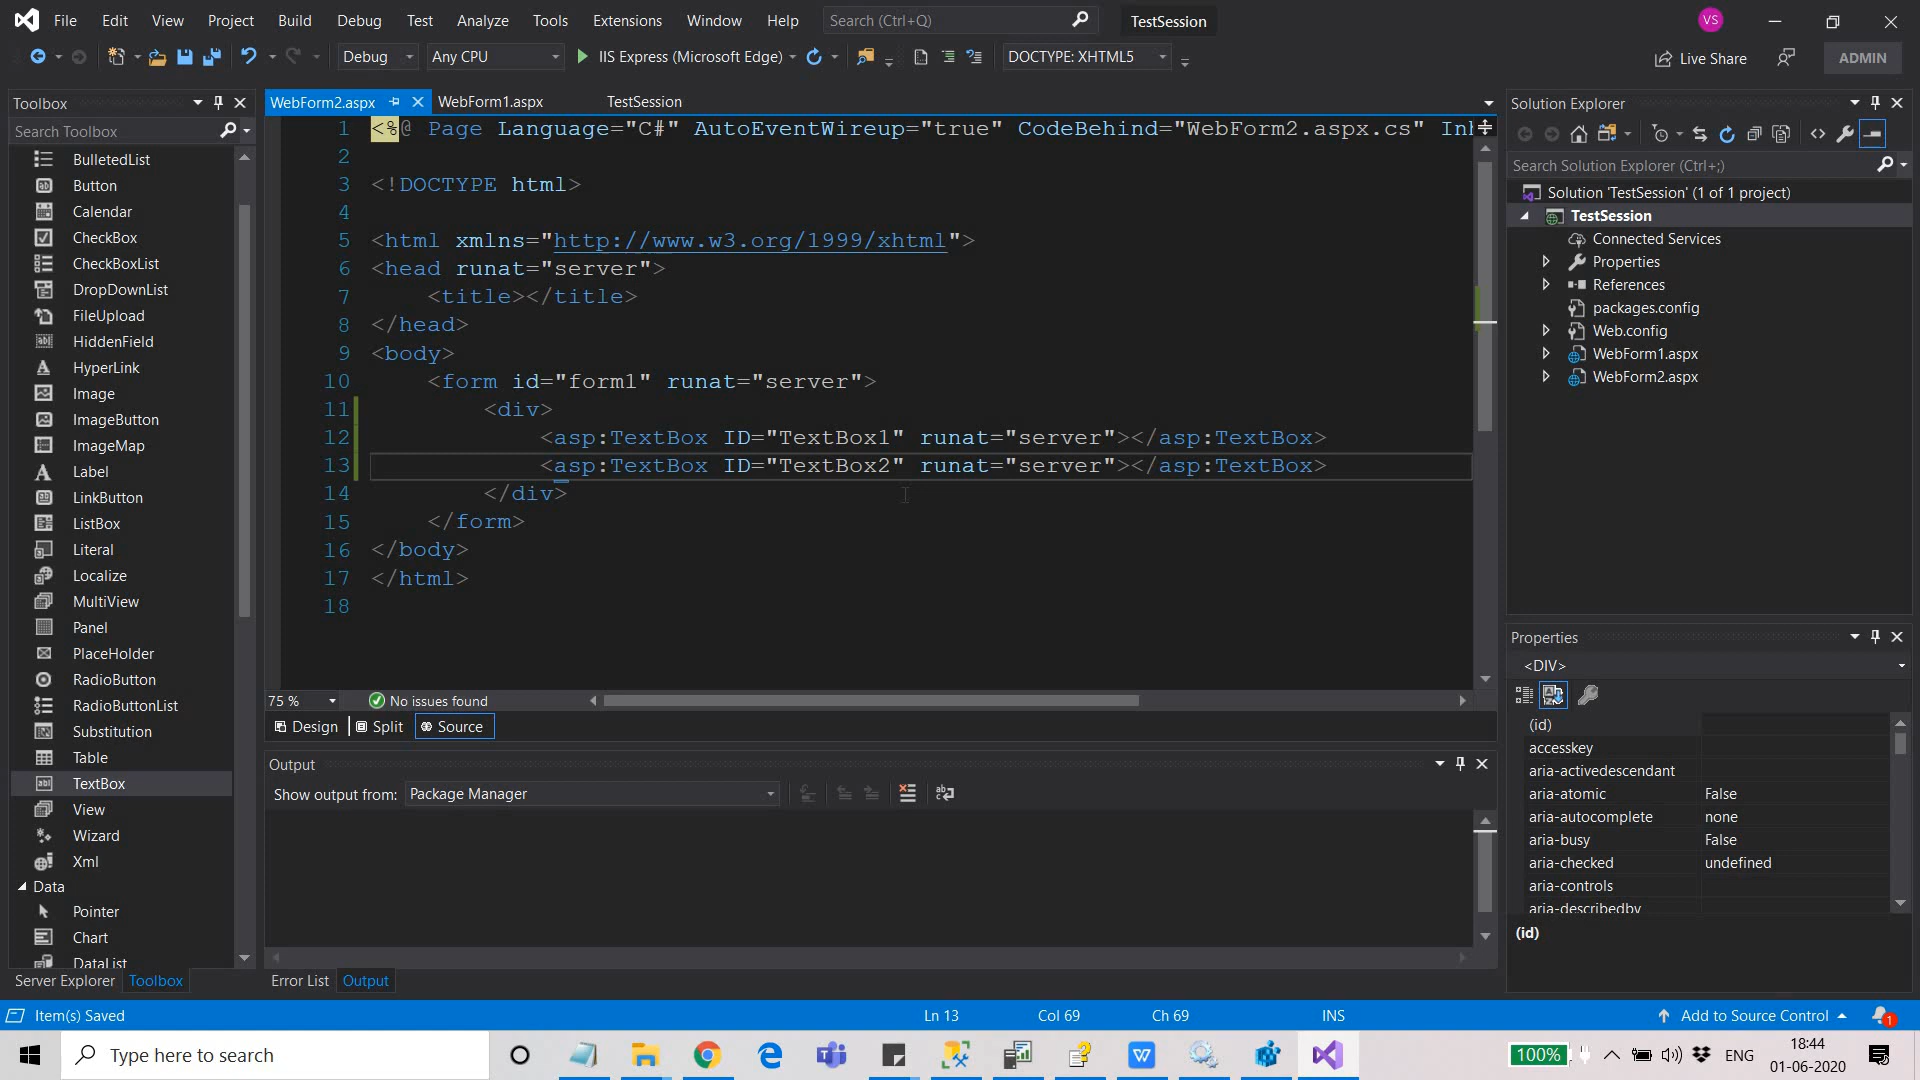 File Edit View Project Build Debug Test Analyze Tools Extensions Window Help Search (Ctrl+Q) TestSession VS
Debug Any CPU IIS Express (Microsoft Edge) DOCTYPE: XHTML5 Live Share ADMIN
Toolbox
Search Toolbox
BulletedList
Button
Calendar
CheckBox
CheckBoxList
DropDownList
FileUpload
HiddenField
HyperLink
Image
ImageButton
ImageMap
Label
LinkButton
ListBox
Literal
Localize
MultiView
Panel
PlaceHolder
RadioButton
RadioButtonList
Substitution
Table
TextBox
View
Wizard
Xml
Data
Pointer
Chart
DataList
Server Explorer Toolbox
WebForm2.aspx WebForm1.aspx TestSession
1 <%@ Page Language="C#" AutoEventWireup="true" CodeBehind="WebForm2.aspx.cs" Inh
2
3 <!DOCTYPE html>
4
5 <html xmlns="http://www.w3.org/1999/xhtml">
6 <head runat="server">
7 <title></title>
8 </head>
9 <body>
10 <form id="form1" runat="server">
11 <div>
12 <asp:TextBox ID="TextBox1" runat="server"></asp:TextBox>
13 <asp:TextBox ID="TextBox2" runat="server"></asp:TextBox>
14 </div>
15 </form>
16 </body>
17 </html>
18
75 % No issues found
Design Split Source
Output
Show output from: Package Manager
Error List Output
Solution Explorer
Search Solution Explorer (Ctrl+;)
Solution 'TestSession' (1 of 1 project)
TestSession
Connected Services
Properties
References
packages.config
Web.config
WebForm1.aspx
WebForm2.aspx
Properties
<DIV>
(id)
accesskey
aria-activedescendant
aria-atomic False
aria-autocomplete none
aria-busy False
aria-checked undefined
aria-controls
aria-describedby
(id)
Item(s) Saved Ln 13 Col 69 Ch 69 INS Add to Source Control 1
Type here to search 100% ENG 18:44
01-06-2020